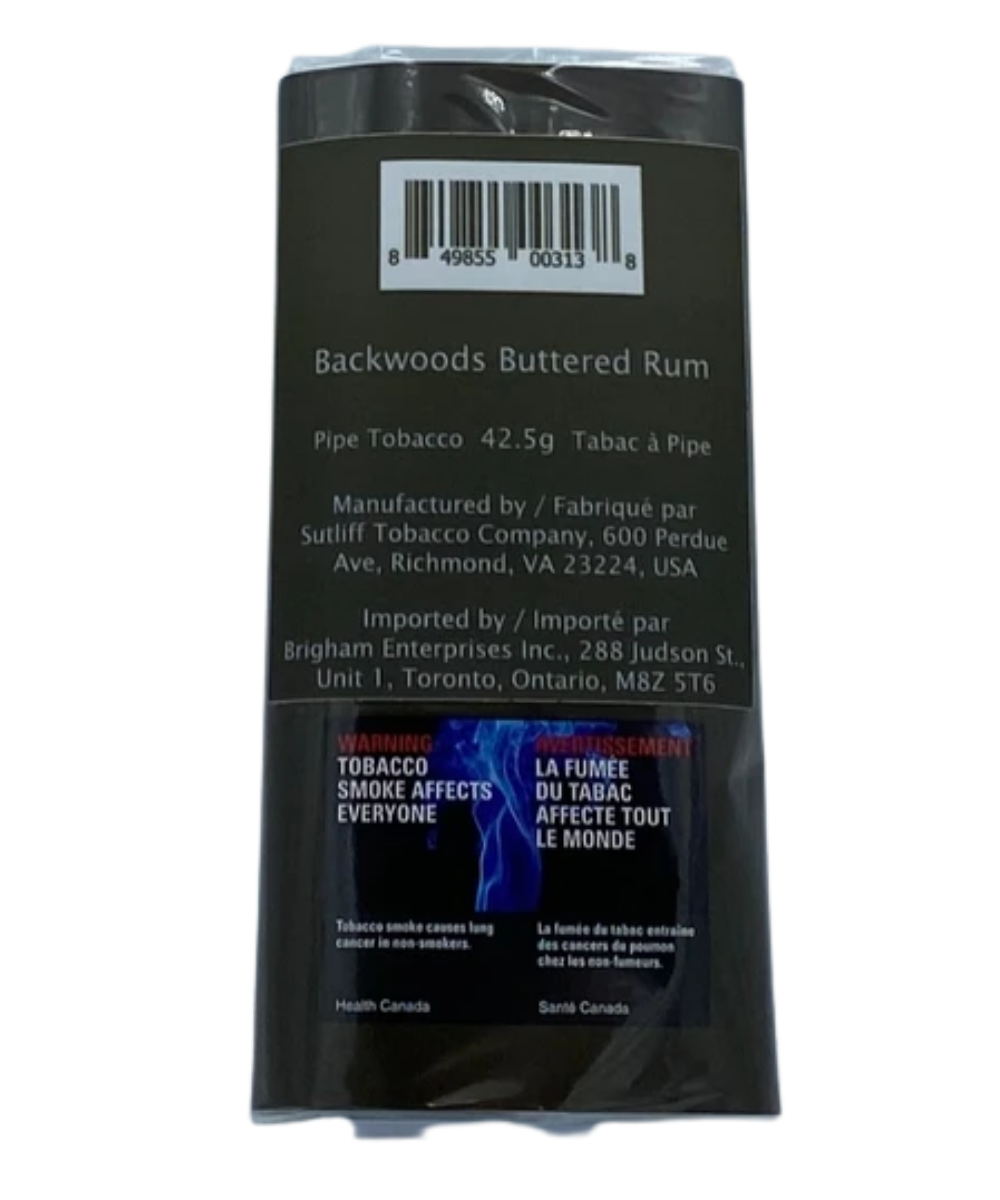 8 49855 00313 8
Backwoods Buttered Rum
Pipe Tobacco 42.5g Tabac à Pipe
Manufactured by / Fabriqué par
Sutliff Tobacco Company, 600 Perdue
Ave, Richmond, VA 23224, USA
Imported by / Importé par
Brigham Enterprises Inc., 288 Judson St.,
Unit 1, Toronto, Ontario, M8Z 5T6
WARNING
TOBACCO
SMOKE AFFECTS
EVERYONE
Tobacco smoke causes lung
cancer in non-smokers.
Health Canada
AVERTISSEMENT
LA FUMÉE
DU TABAC
AFFECTE TOUT
LE MONDE
La fumée du tabac entraîne
des cancers du poumon
chez les non-fumeurs.
Santé Canada